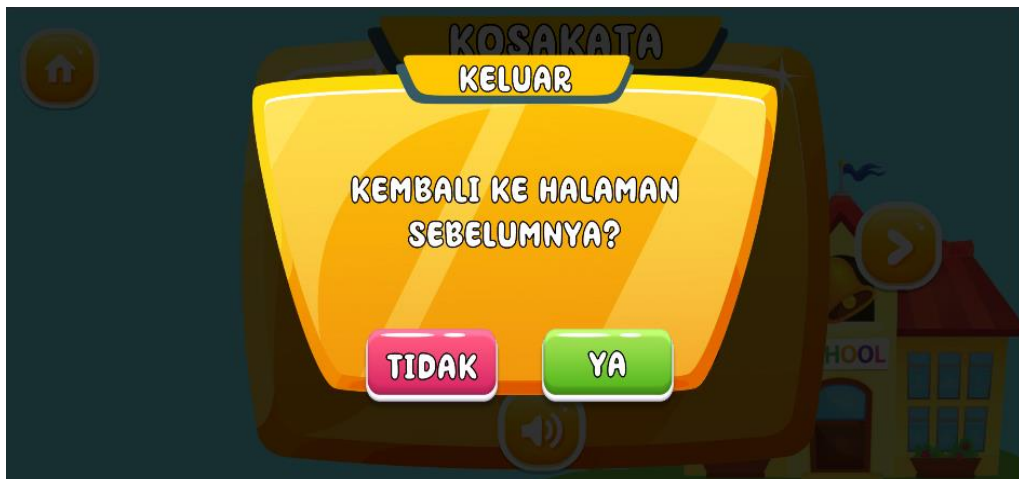 KOSAKATA
KELUAR
KEMBALI KE HALAMAN
SEBELUMNYA?
TIDAK
YA
HOOL